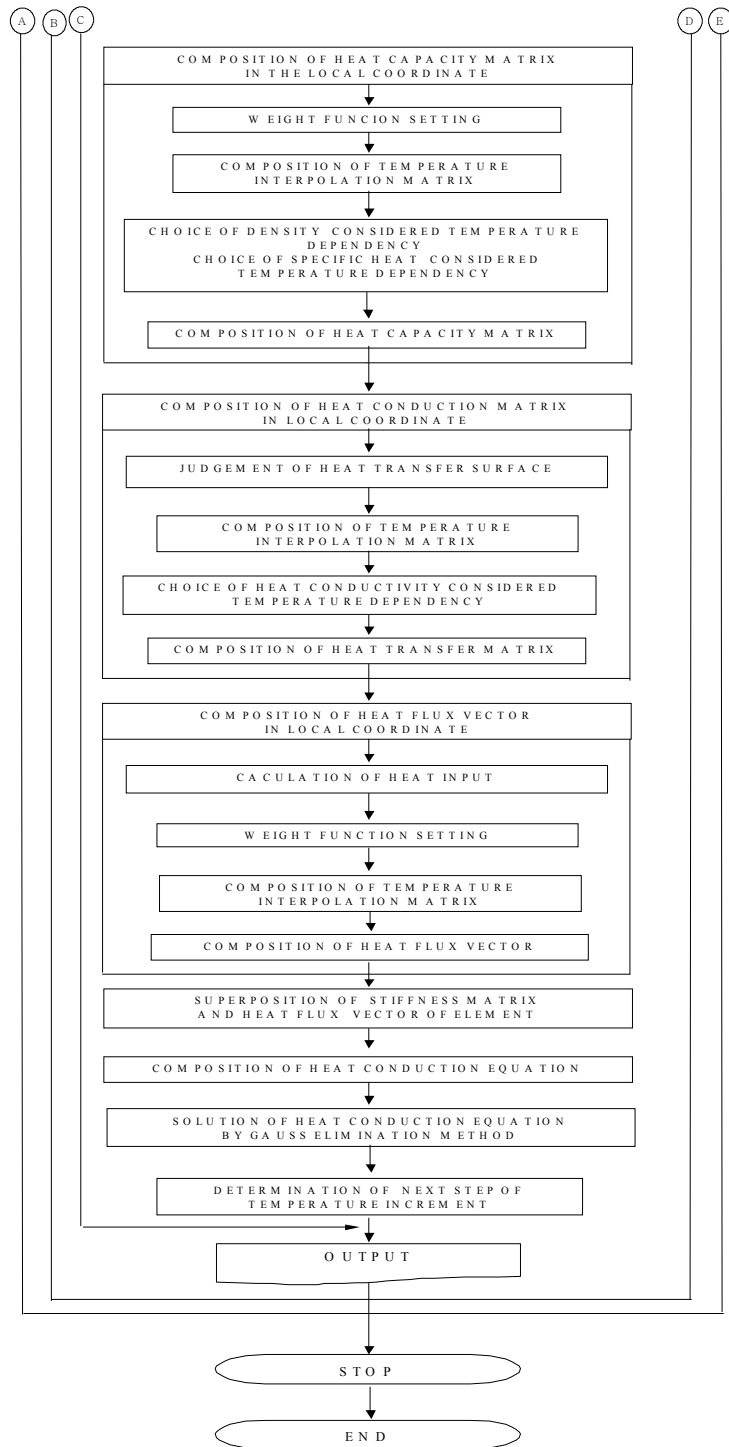 A B C D E
COMPOSITION OF HEAT CAPACITY MATRIX
IN THE LOCAL COORDINATE
WEIGHT FUNCION SETTING
COMPOSITION OF TEMPERATURE
INTERPOLATION MATRIX
CHOICE OF DENSITY CONSIDERED TEMPERATURE
DEPENDENCY
CHOICE OF SPECIFIC HEAT CONSIDERED
TEMPERATURE DEPENDENCY
COMPOSITION OF HEAT CAPACITY MATRIX
COMPOSITION OF HEAT CONDUCTION MATRIX
IN LOCAL COORDINATE
JUDGEMENT OF HEAT TRANSFER SURFACE
COMPOSITION OF TEMPERATURE
INTERPOLATION MATRIX
CHOICE OF HEAT CONDUCTIVITY CONSIDERED
TEMPERATURE DEPENDENCY
COMPOSITION OF HEAT TRANSFER MATRIX
COMPOSITION OF HEAT FLUX VECTOR
IN LOCAL COORDINATE
CACULATION OF HEAT INPUT
WEIGHT FUNCTION SETTING
COMPOSITION OF TEMPERATURE
INTERPOLATION MATRIX
COMPOSITION OF HEAT FLUX VECTOR
SUPERPOSITION OF STIFFNESS MATRIX
AND HEAT FLUX VECTOR OF ELEMENT
COMPOSITION OF HEAT CONDUCTION EQUATION
SOLUTION OF HEAT CONDUCTION EQUATION
BY GAUSS ELIMINATION METHOD
DETERMINATION OF NEXT STEP OF
TEMPERATURE INCREMENT
OUTPUT
STOP
END